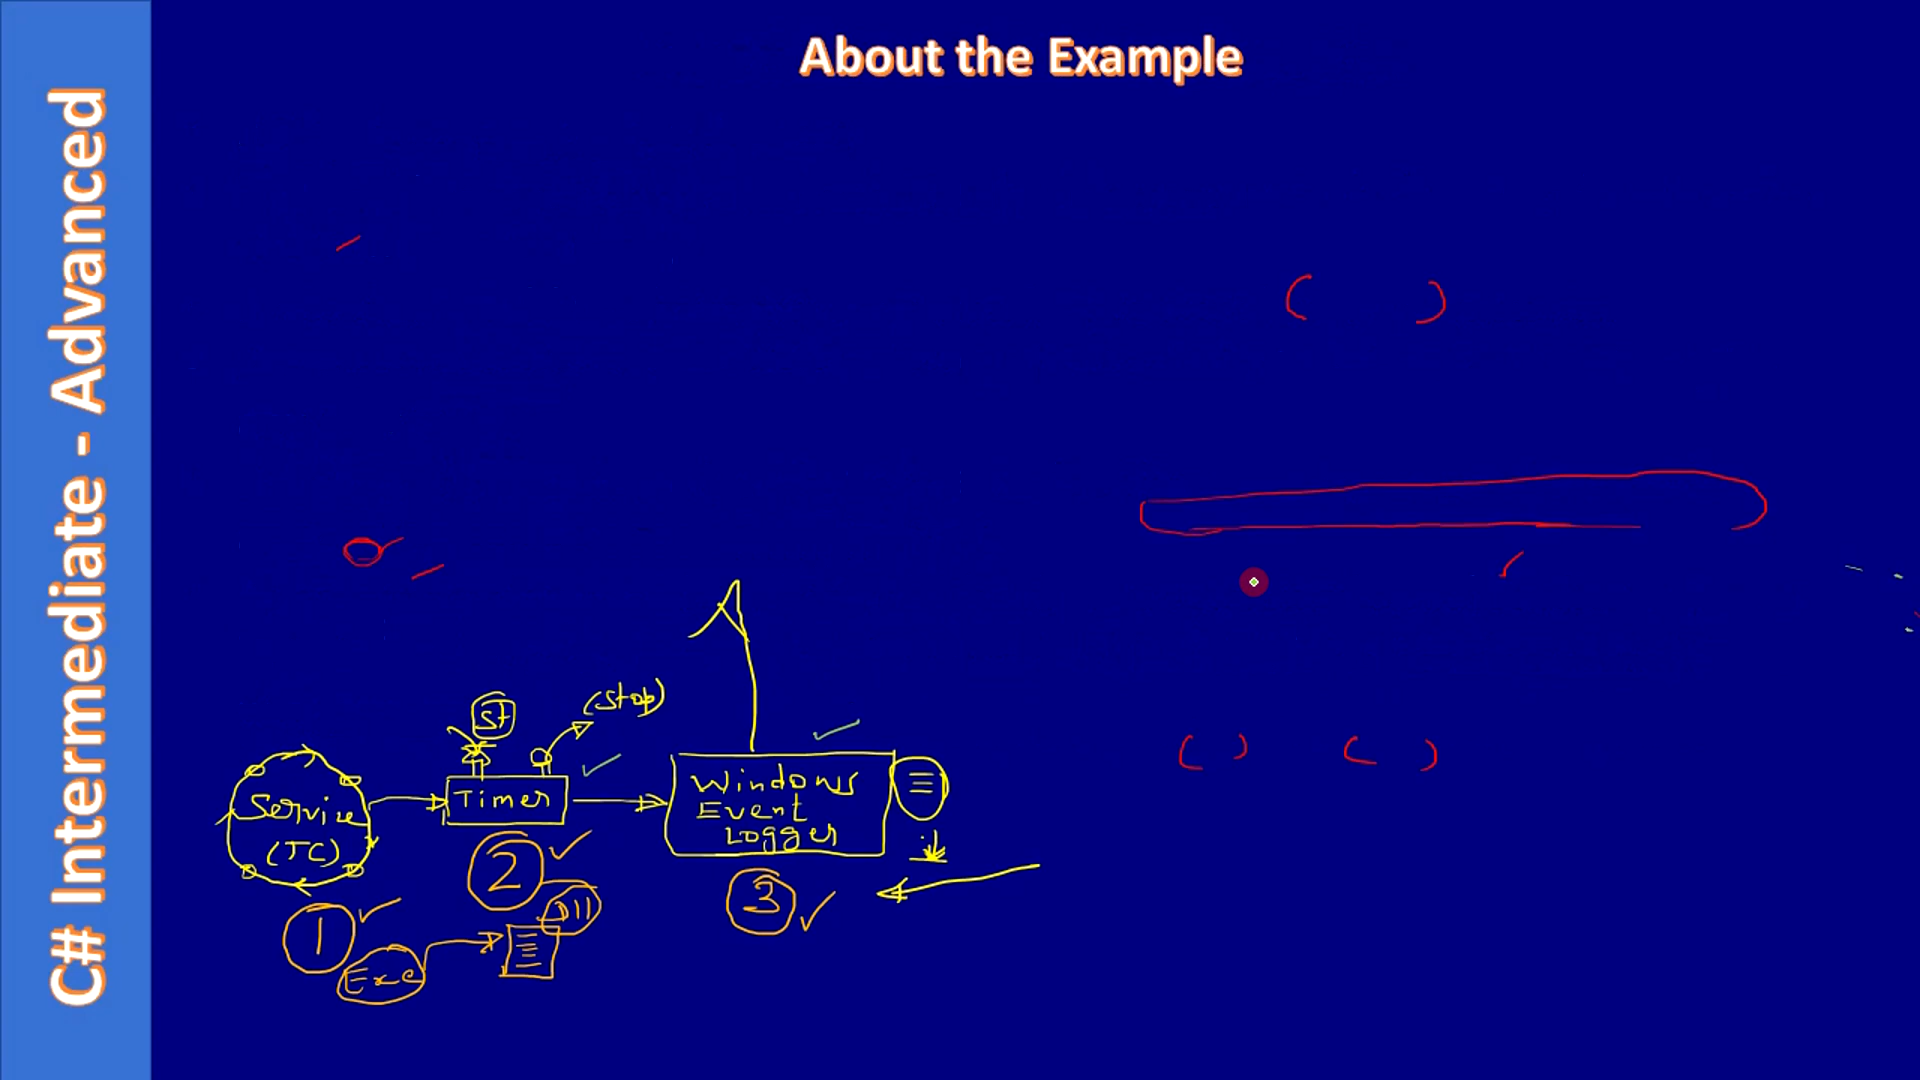 About the Example
C# Intermediate - Advanced
(Stop)
St
Timer
Windows
Event
Logger
Service
(TC)
1
2
3
Dll
Exe